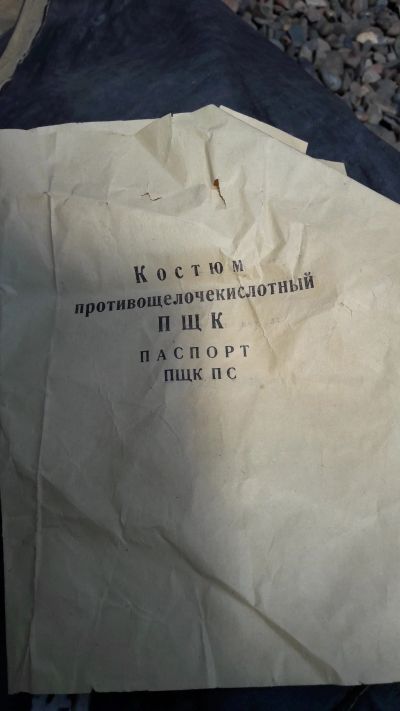 Костюм
противощелочекислотный
ПЩК
ПАСПОРТ
ПЩК ПС